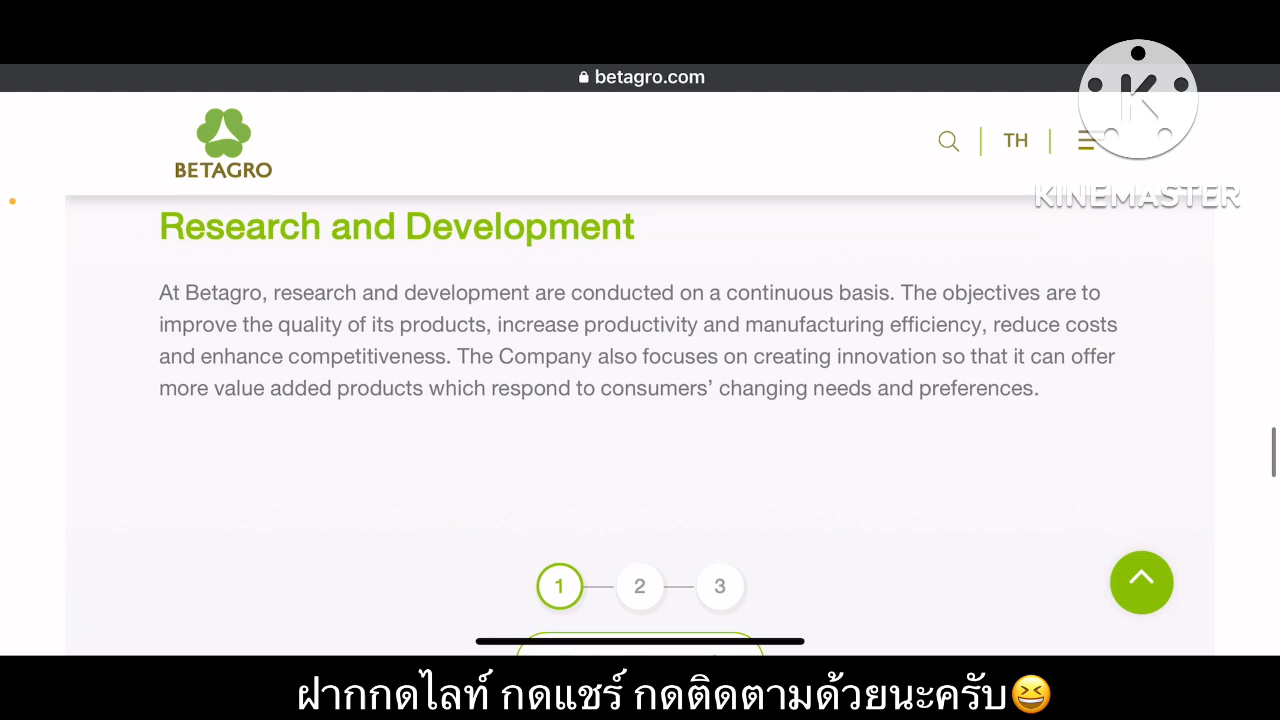 betagro.com
BETAGRO
TH
K
KINEMASTER
Research and Development
At Betagro, research and development are conducted on a continuous basis. The objectives are to
improve the quality of its products, increase productivity and manufacturing efficiency, reduce costs
and enhance competitiveness. The Company also focuses on creating innovation so that it can offer
more value added products which respond to consumers’ changing needs and preferences.
1 2 3
ฝากกดไลท์ กดแชร์ กดติดตามด้วยนะครับ😆